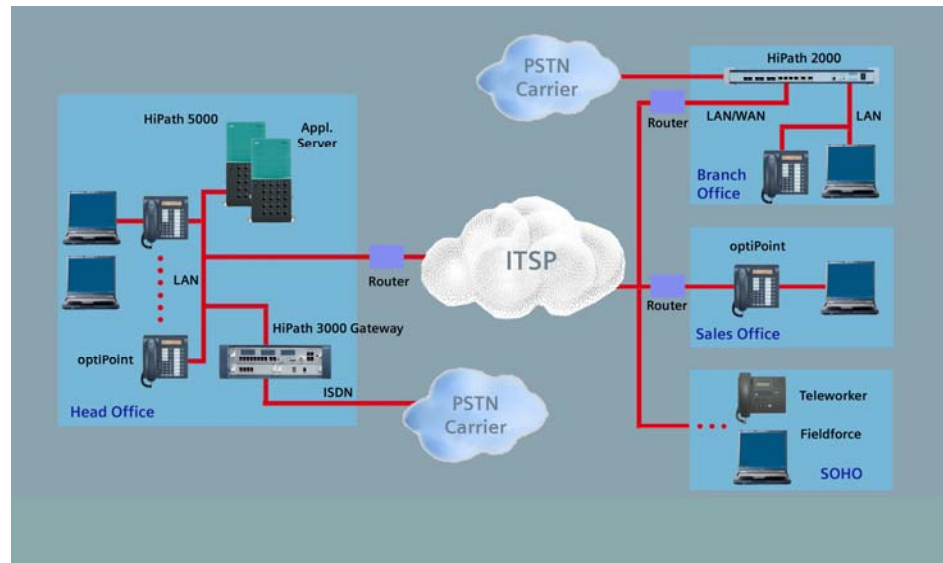 PSTN
Carrier
HiPath 2000
Router
LAN/WAN
LAN
Branch
Office
HiPath 5000
Appl.
Server
LAN
Router
ITSP
optiPoint
Router
Sales Office
HiPath 3000 Gateway
optiPoint
ISDN
Head Office
PSTN
Carrier
Teleworker
Fieldforce
SOHO